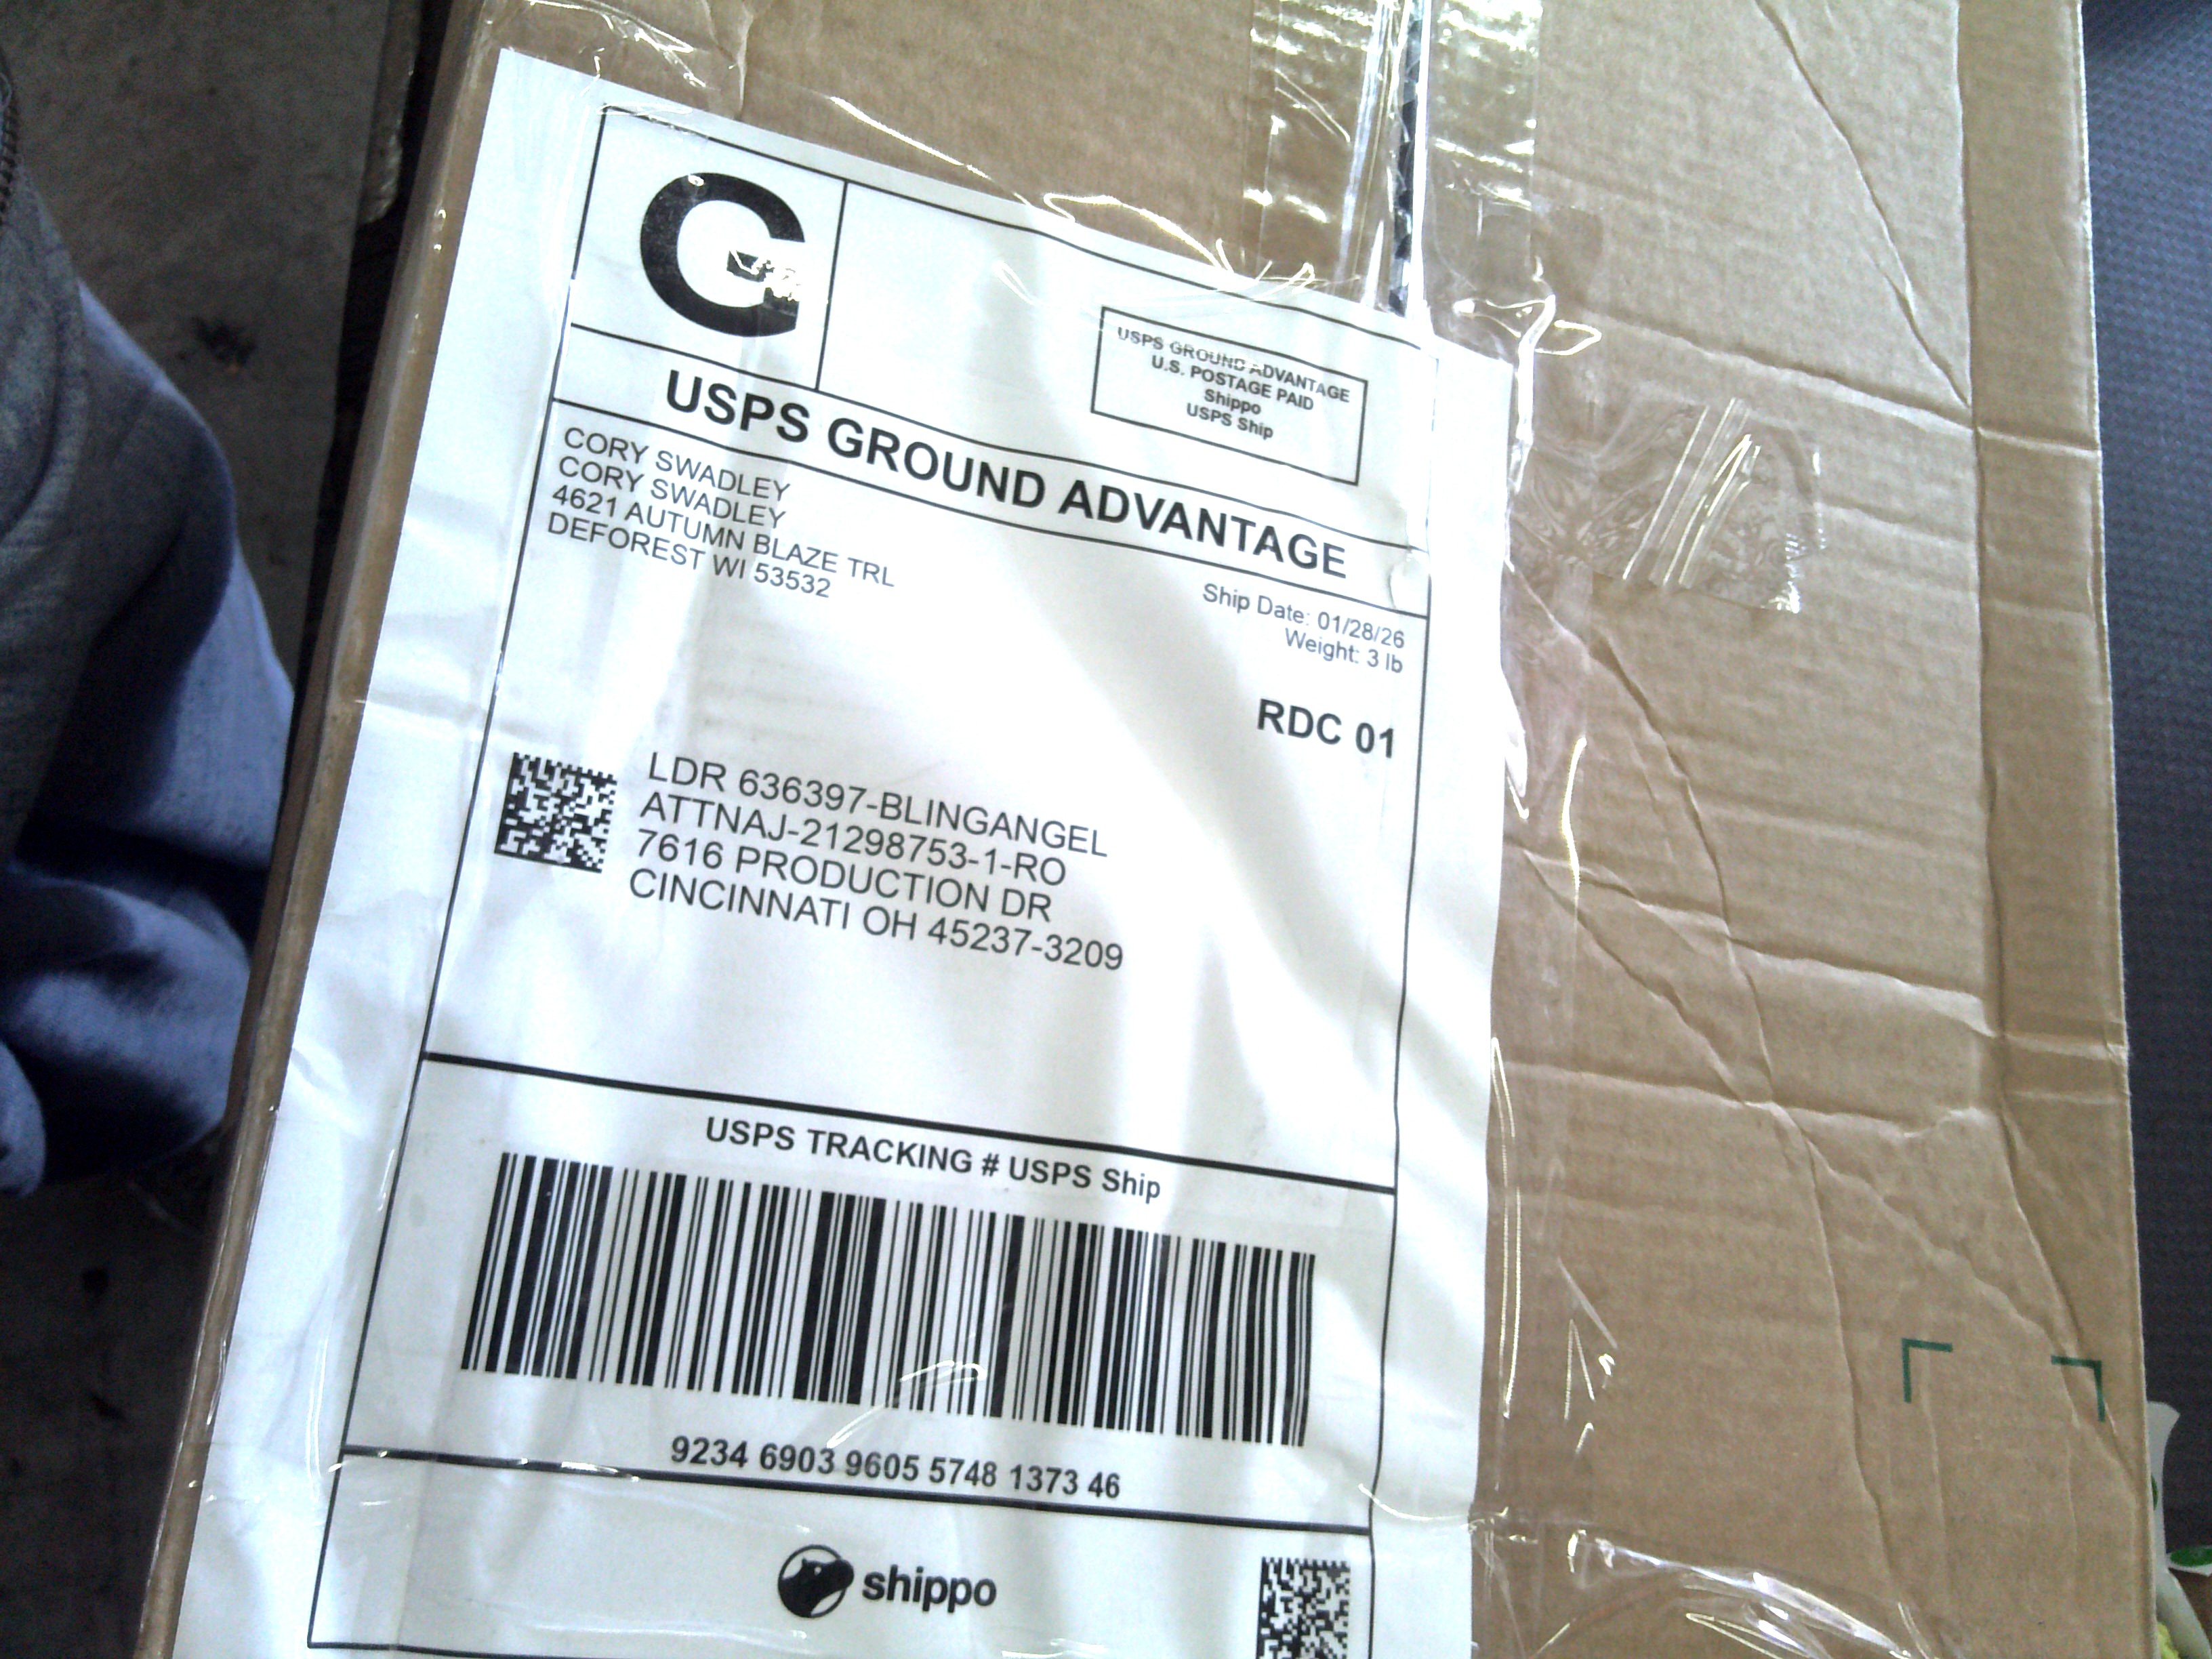 G
USPS GROUND ADVANTAGE
U.S. POSTAGE PAID
Shippo
USPS Ship
USPS GROUND ADVANTAGE
CORY SWADLEY
CORY SWADLEY
4621 AUTUMN BLAZE TRL
DEFOREST WI 53532
Ship Date: 01/28/26
Weight: 3 lb
RDC 01
LDR 636397-BLINGANGEL
ATTNAJ-21298753-1-RO
7616 PRODUCTION DR
CINCINNATI OH 45237-3209
USPS TRACKING # USPS Ship
9234 6903 9605 5748 1373 46
shippo